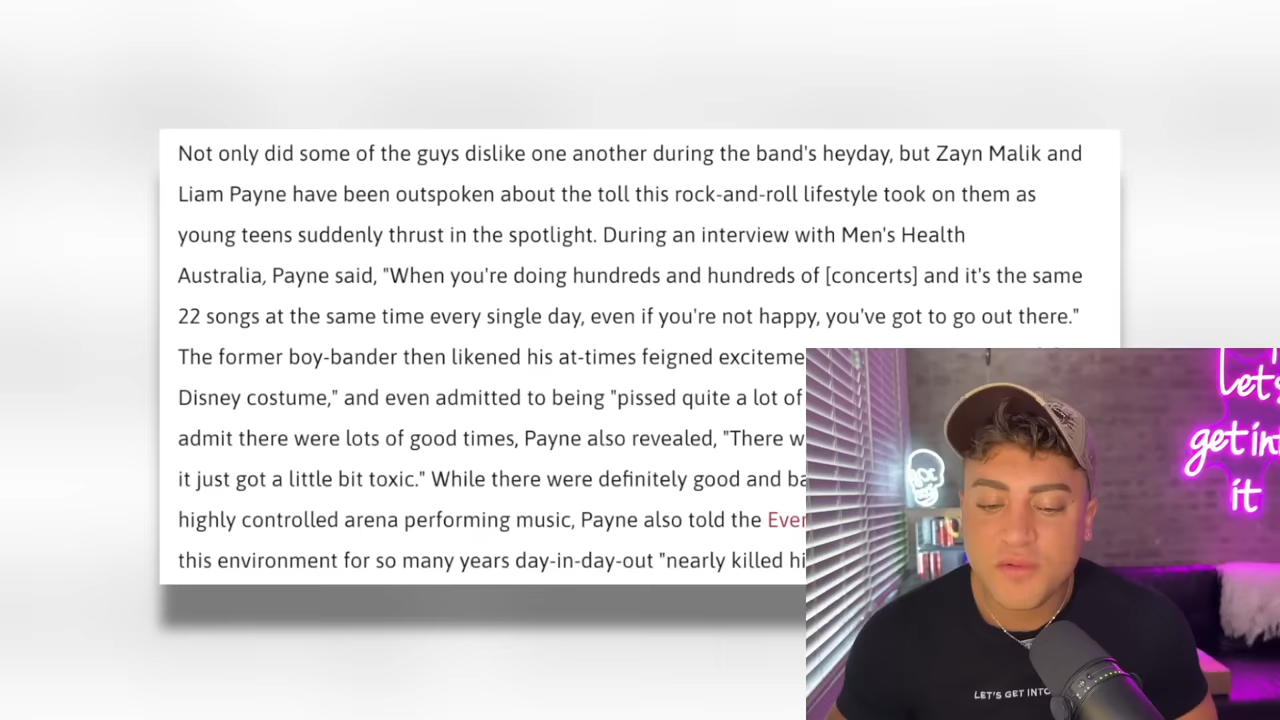 Not only did some of the guys dislike one another during the band's heyday, but Zayn Malik and
Liam Payne have been outspoken about the toll this rock-and-roll lifestyle took on them as
young teens suddenly thrust in the spotlight. During an interview with Men's Health
Australia, Payne said, "When you're doing hundreds and hundreds of [concerts] and it's the same
22 songs at the same time every single day, even if you're not happy, you've got to go out there."
The former boy-bander then likened his at-times feigned
Disney costume," and even admitted to being "pissed quite a lot of
admit there were lots of good times, Payne also revealed, "There
it just got a little bit toxic." While there were definitely good and
highly controlled arena performing music, Payne also told the
this environment for so many years day-in-day-out "nearly killed
let's
get
it
LET'S GET INTO